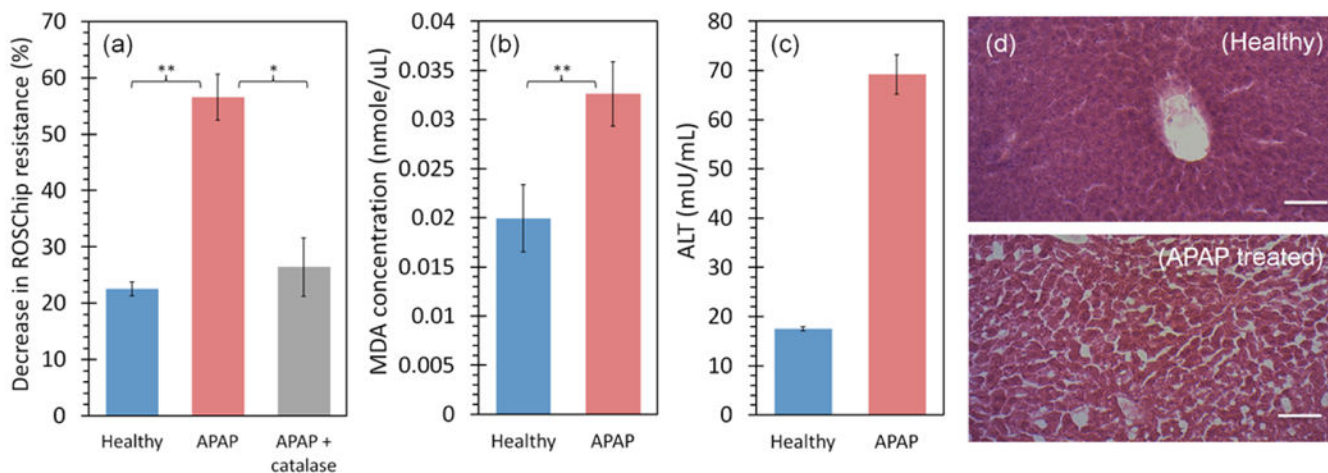 (a)
Decrease in ROSChip resistance (%)
70
60
50
40
30
20
10
0
**
*
Healthy
APAP
APAP +
catalase
(b)
MDA concentration (nmole/uL)
0.04
0.035
0.03
0.025
0.02
0.015
0.01
0.005
0
**
Healthy
APAP
(c)
ALT (mU/mL)
80
70
60
50
40
30
20
10
0
Healthy
APAP
(d)
(Healthy)
(APAP treated)